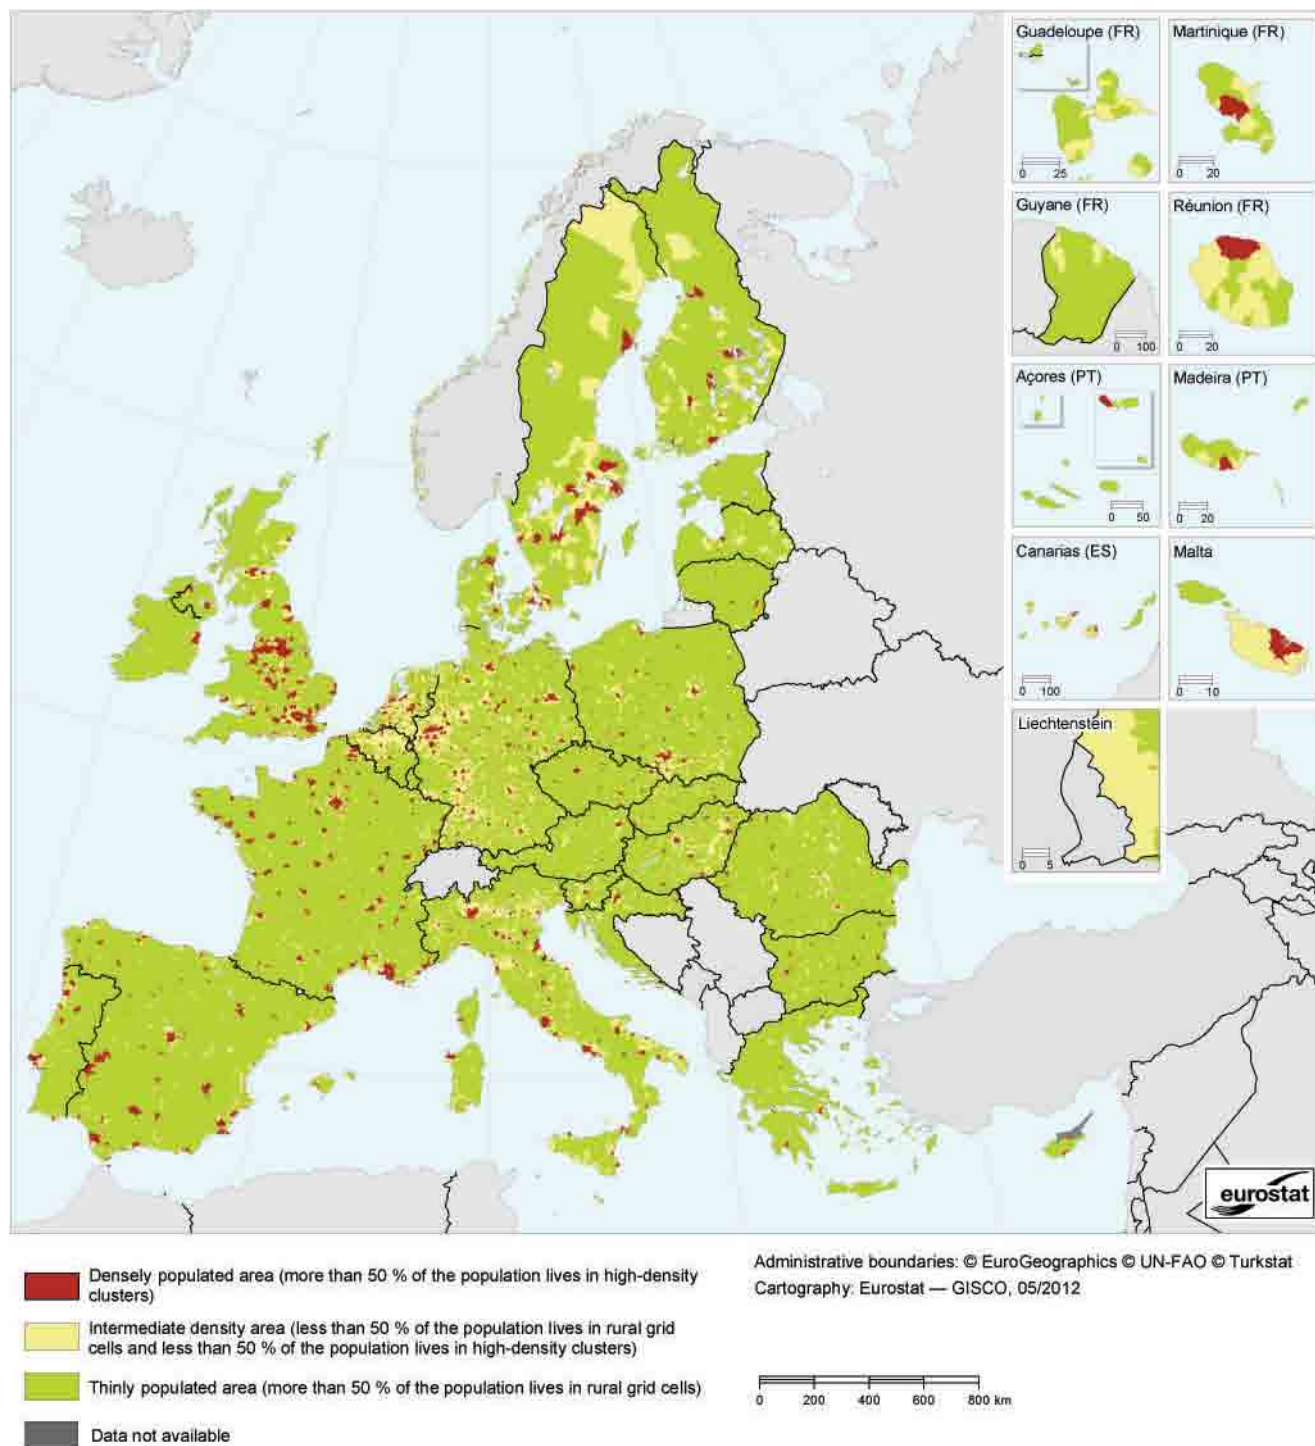 Guadeloupe (FR)
0 25
Martinique (FR)
0 20
Guyane (FR)
0 100
Réunion (FR)
0 20
Açores (PT)
0 50
Madeira (PT)
0 20
Canarias (ES)
0 100
Malta
0 10
Liechtenstein
0 5
eurostat
Densely populated area (more than 50 % of the population lives in high-density
clusters)
Intermediate density area (less than 50 % of the population lives in rural grid
cells and less than 50 % of the population lives in high-density clusters)
Thinly populated area (more than 50 % of the population lives in rural grid cells)
Data not available
Administrative boundaries: © EuroGeographics © UN-FAO © Turkstat
Cartography: Eurostat — GISCO, 05/2012
0 200 400 600 800 km